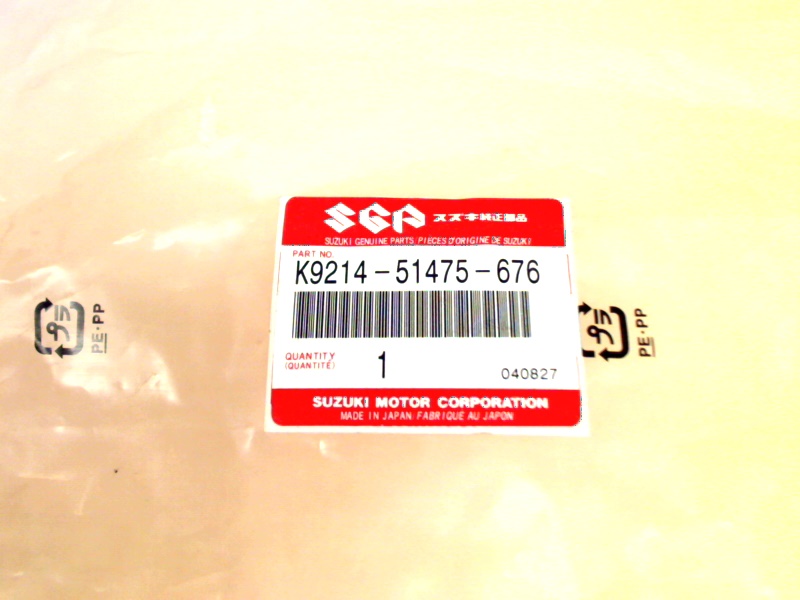 SGP スズキ純正部品
SUZUKI GENUINE PARTS/PIECES D'ORIGINE DE SUZUKI
PART NO.
K9214-51475-676
QUANTITY
(QUANTITÉ)
1
040827
SUZUKI MOTOR CORPORATION
MADE IN JAPAN/FABRIQUÉ AU JAPON
プラ
PE・PP
プラ
PE・PP